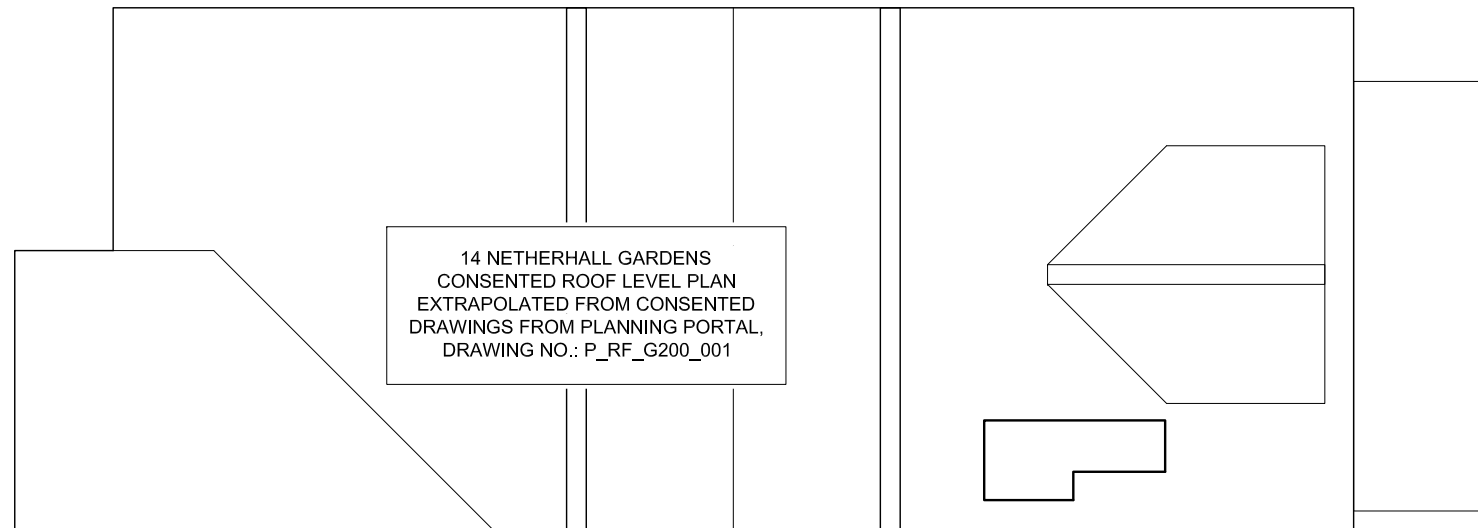 14 NETHERHALL GARDENS
CONSENTED ROOF LEVEL PLAN
EXTRAPOLATED FROM CONSENTED
DRAWINGS FROM PLANNING PORTAL,
DRAWING NO.: P_RF_G200_001